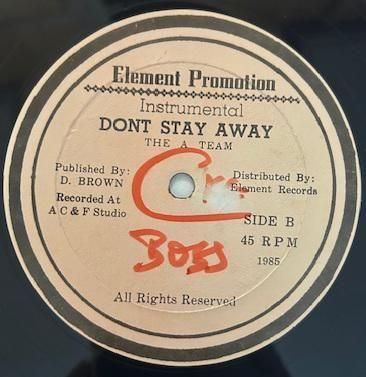 Element Promotion
Instrumental
DONT STAY AWAY
THE A TEAM
Published By:
D. BROWN
Recorded At
A C & F Studio
Distributed By:
Element Records
SIDE B
45 RPM
1985
BOSS
All Rights Reserved